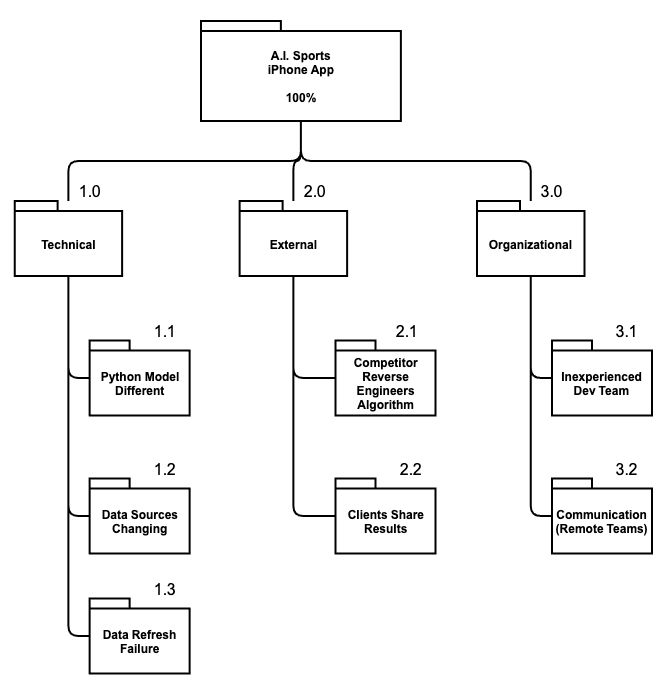 A.I. Sports
iPhone App
100%
1.0
Technical
2.0
External
3.0
Organizational
1.1
Python Model
Different
2.1
Competitor
Reverse
Engineers
Algorithm
3.1
Inexperienced
Dev Team
1.2
Data Sources
Changing
2.2
Clients Share
Results
3.2
Communication
(Remote Teams)
1.3
Data Refresh
Failure